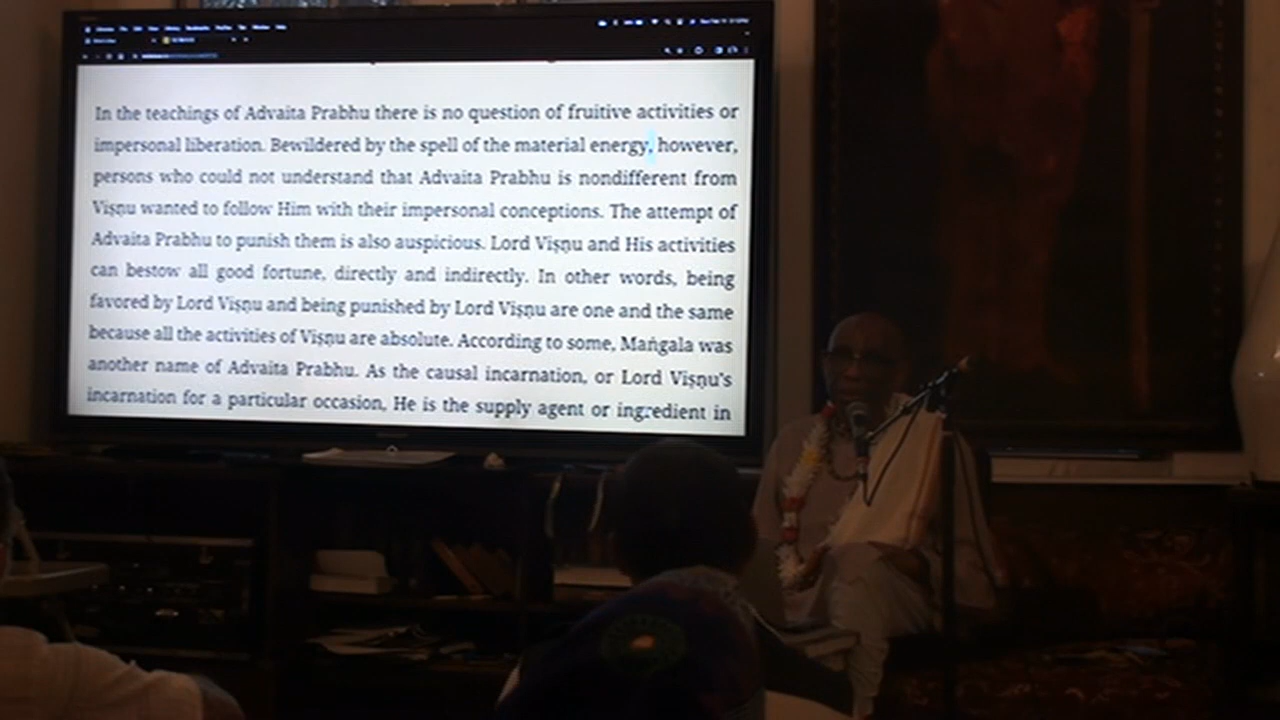 In the teachings of Advaita Prabhu there is no question of fruitive activities or
impersonal liberation. Bewildered by the spell of the material energy, however,
persons who could not understand that Advaita Prabhu is nondifferent from
Viṣṇu wanted to follow Him with their impersonal conceptions. The attempt of
Advaita Prabhu to punish them is also auspicious. Lord Viṣṇu and His activities
can bestow all good fortune, directly and indirectly. In other words, being
favored by Lord Viṣṇu and being punished by Lord Viṣṇu are one and the same
because all the activities of Viṣṇu are absolute. According to some, Maṅgala was
another name of Advaita Prabhu. As the causal incarnation, or Lord Viṣṇu's
incarnation for a particular occasion, He is the supply agent or ingredient in